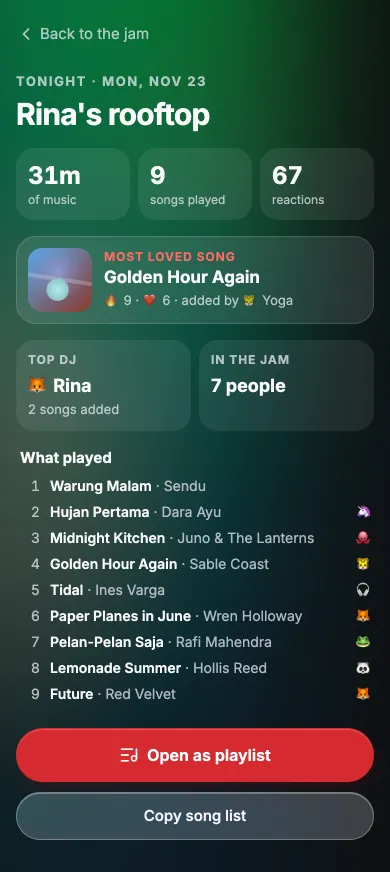 Back to the jam
TONIGHT · MON, NOV 23
Rina's rooftop
31m
of music
9
songs played
67
reactions
MOST LOVED SONG
Golden Hour Again
🔥 9 · ❤️ 6 · added by 🐯 Yoga
TOP DJ
🦊 Rina
2 songs added
IN THE JAM
7 people
What played
1 Warung Malam · Sendu
2 Hujan Pertama · Dara Ayu 🦄
3 Midnight Kitchen · Juno & The Lanterns 🐙
4 Golden Hour Again · Sable Coast 🐯
5 Tidal · Ines Varga 🎧
6 Paper Planes in June · Wren Holloway 🦊
7 Pelan-Pelan Saja · Rafi Mahendra 🐸
8 Lemonade Summer · Hollis Reed 🐼
9 Future · Red Velvet 🦊
Open as playlist
Copy song list